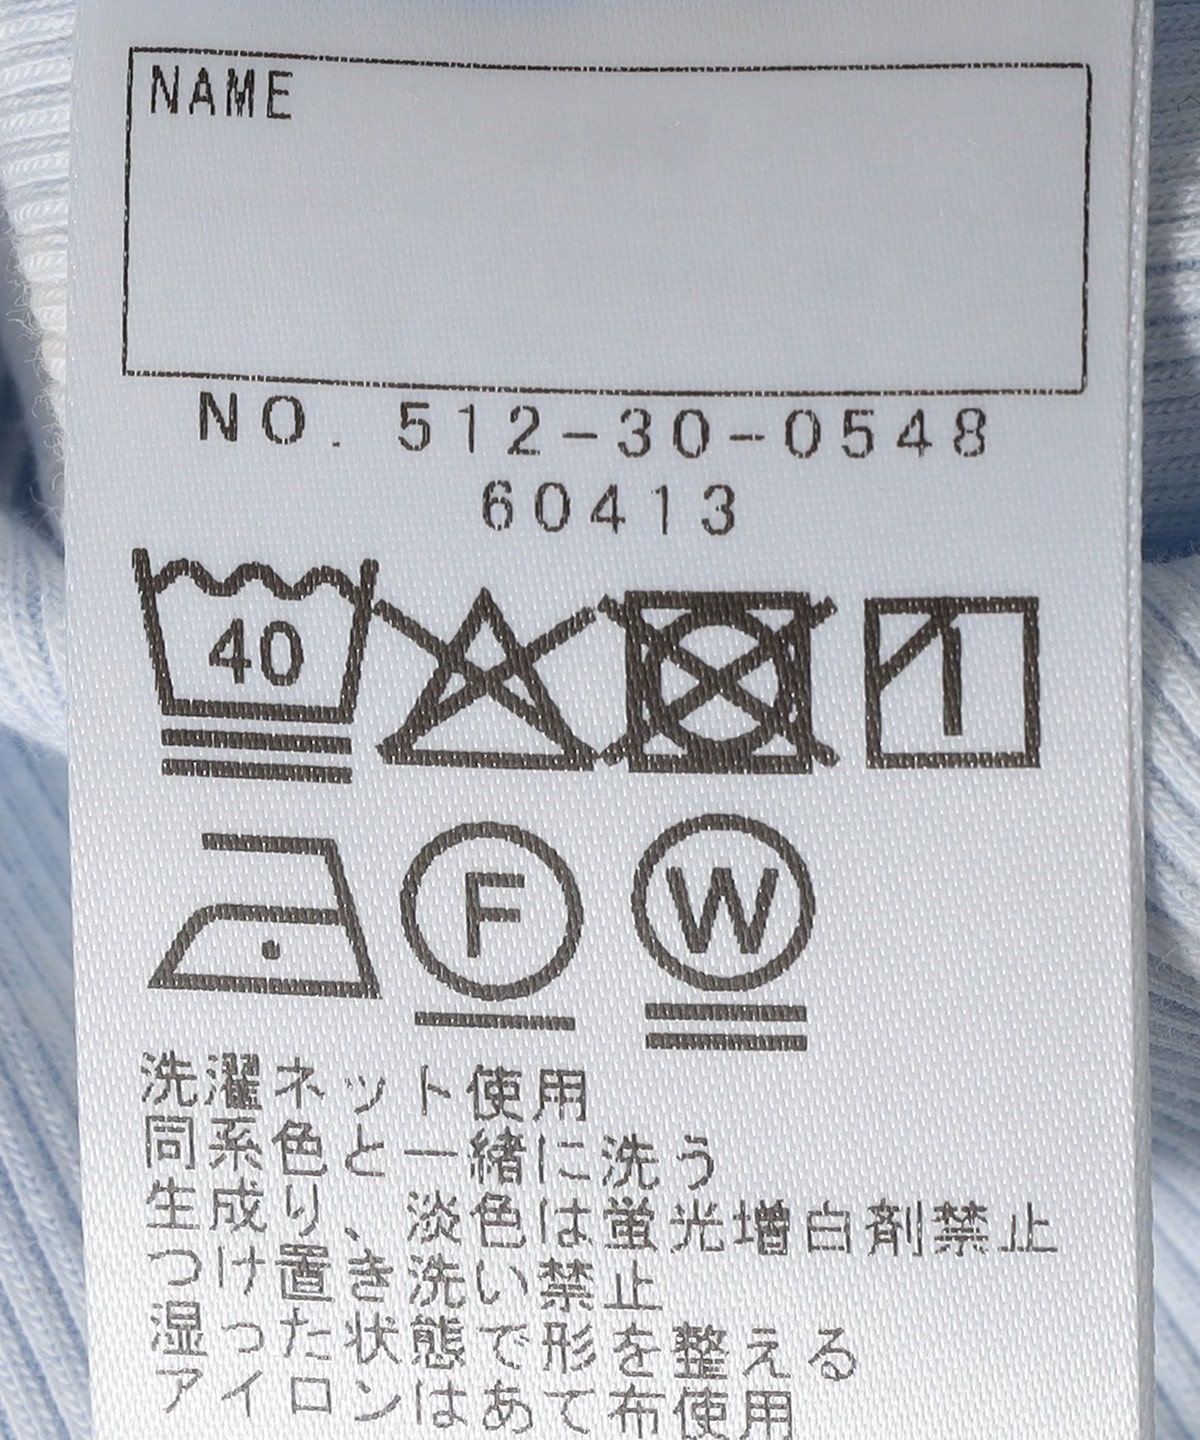 NAME
NO. 512-30-0548
60413
40
F
W
洗濯ネット使用
同系色と一緒に洗う
生成り、淡色は蛍光増白剤禁止
つけ置き洗い禁止
湿った状態で形を整える
アイロンはあて布使用